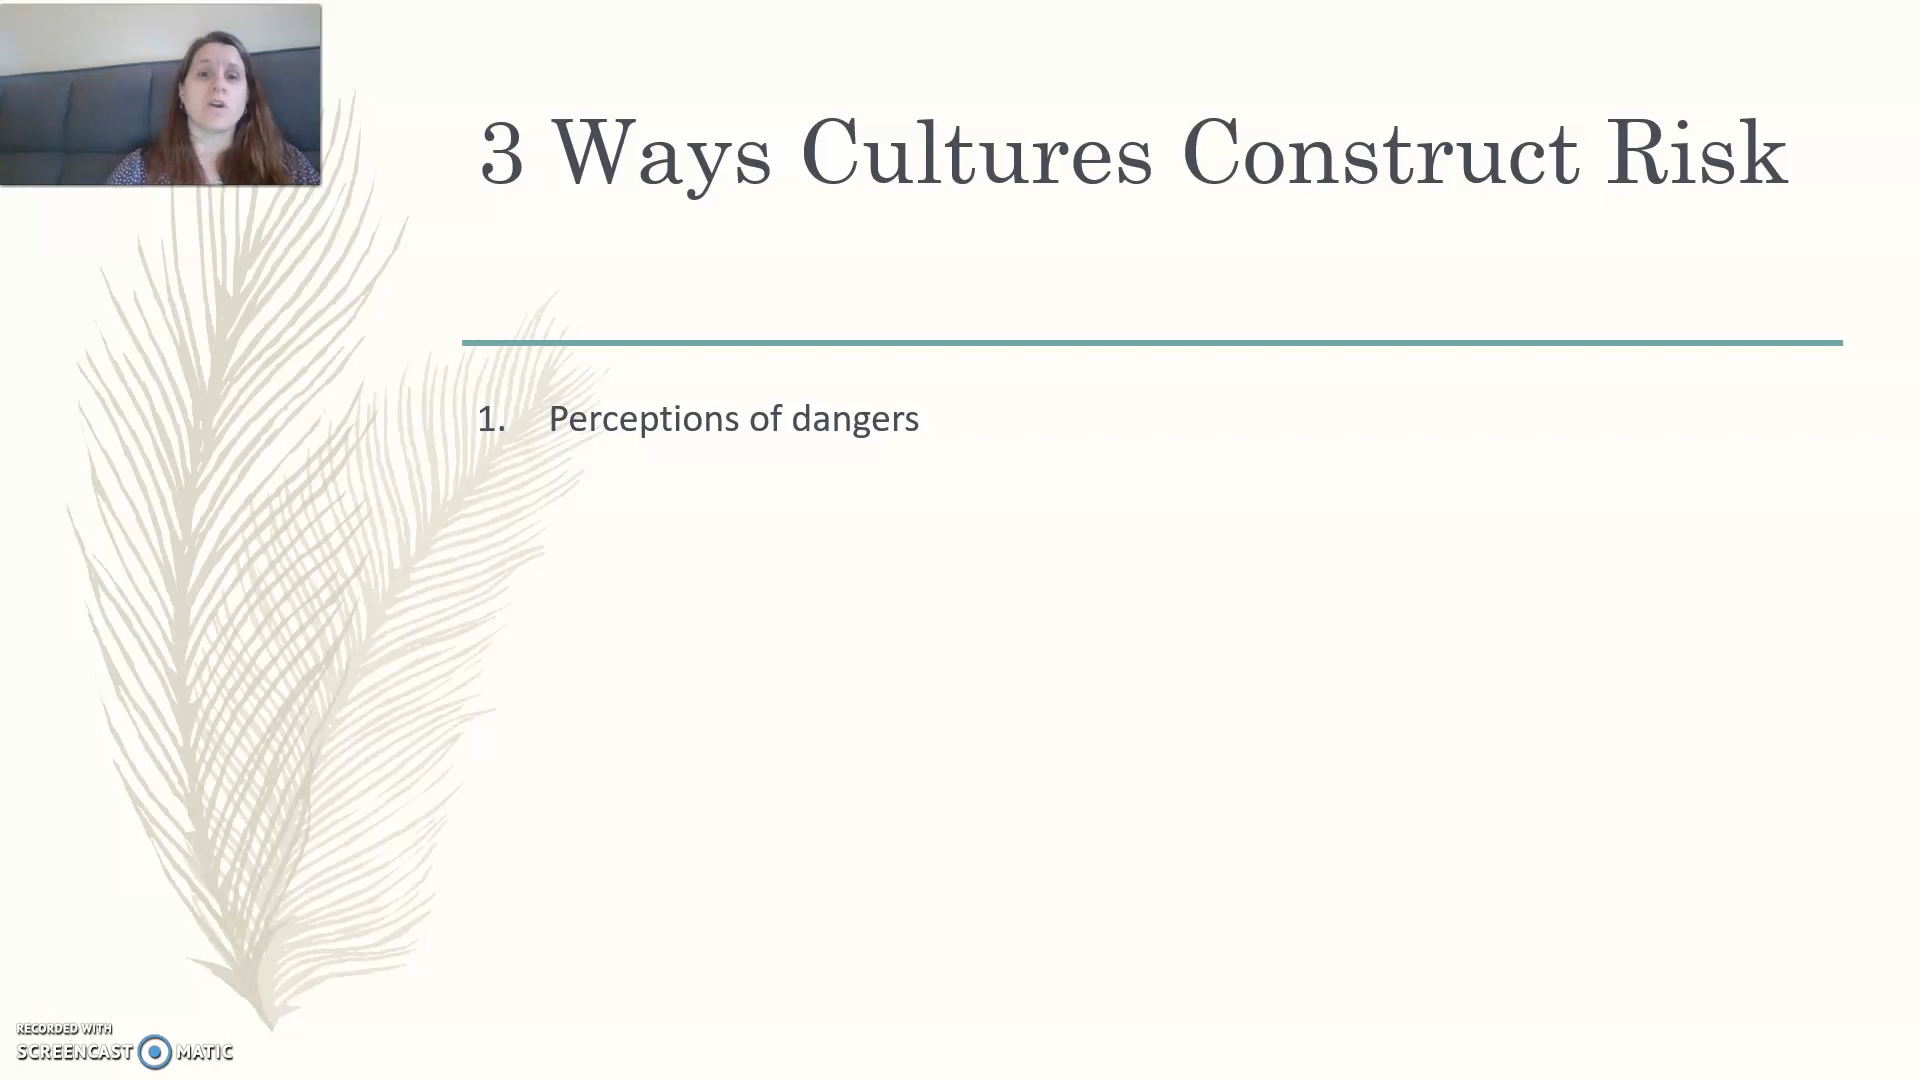 3 Ways Cultures Construct Risk
1. Perceptions of dangers
RECORDED WITH
SCREENCAST MATIC